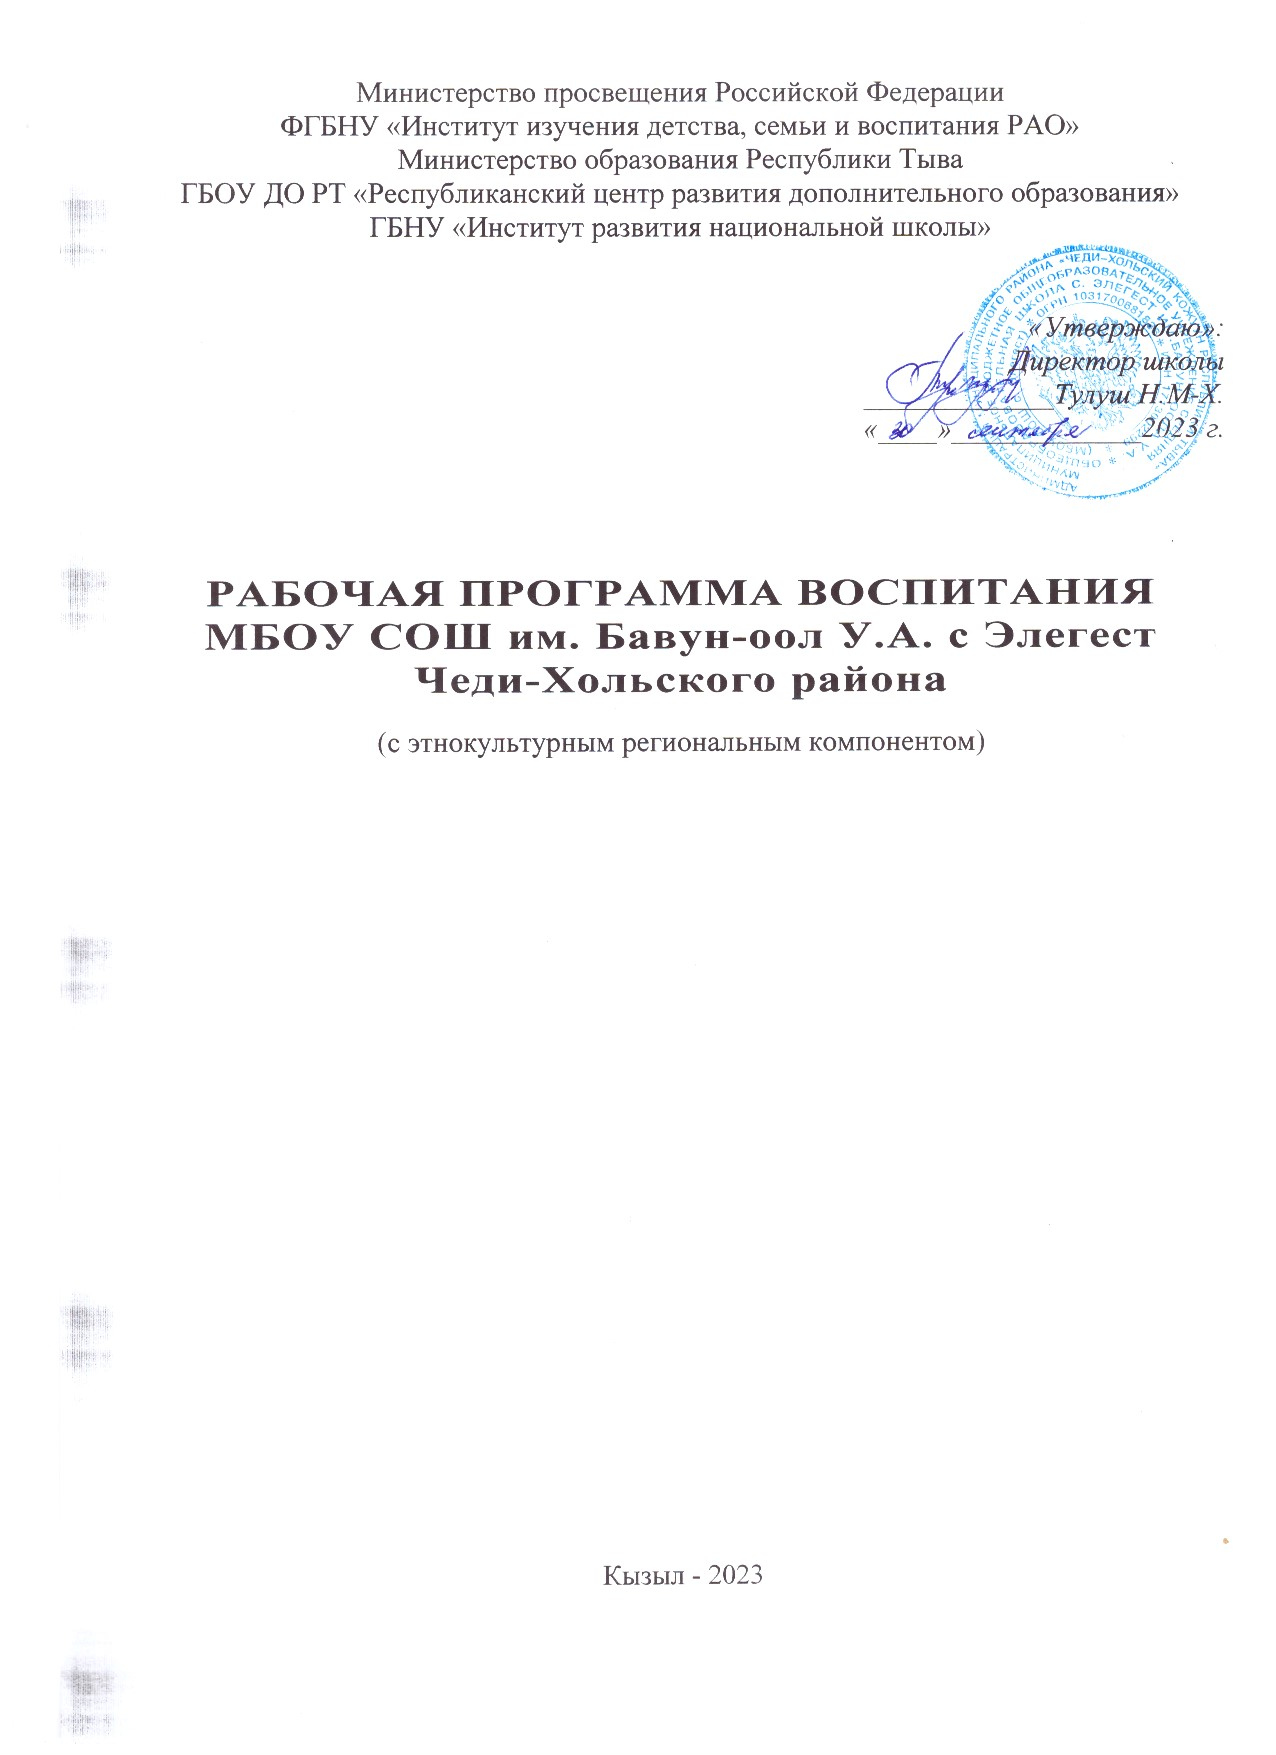 Министерство просвещения Российской Федерации
ФГБНУ «Институт изучения детства, семьи и воспитания РАО»
Министерство образования Республики Тыва
ГБОУ ДО РТ «Республиканский центр развития дополнительного образования»
ГБНУ «Институт развития национальной школы»
«Утверждаю»:
Директор школы
Тулуш Н.М-Х.
«30» сентября 2023 г.
РАБОЧАЯ ПРОГРАММА ВОСПИТАНИЯ
МБОУ СОШ им. Бавун-оол У.А. с Элегест
Чеди-Хольского района
(с этнокультурным региональным компонентом)
Кызыл - 2023